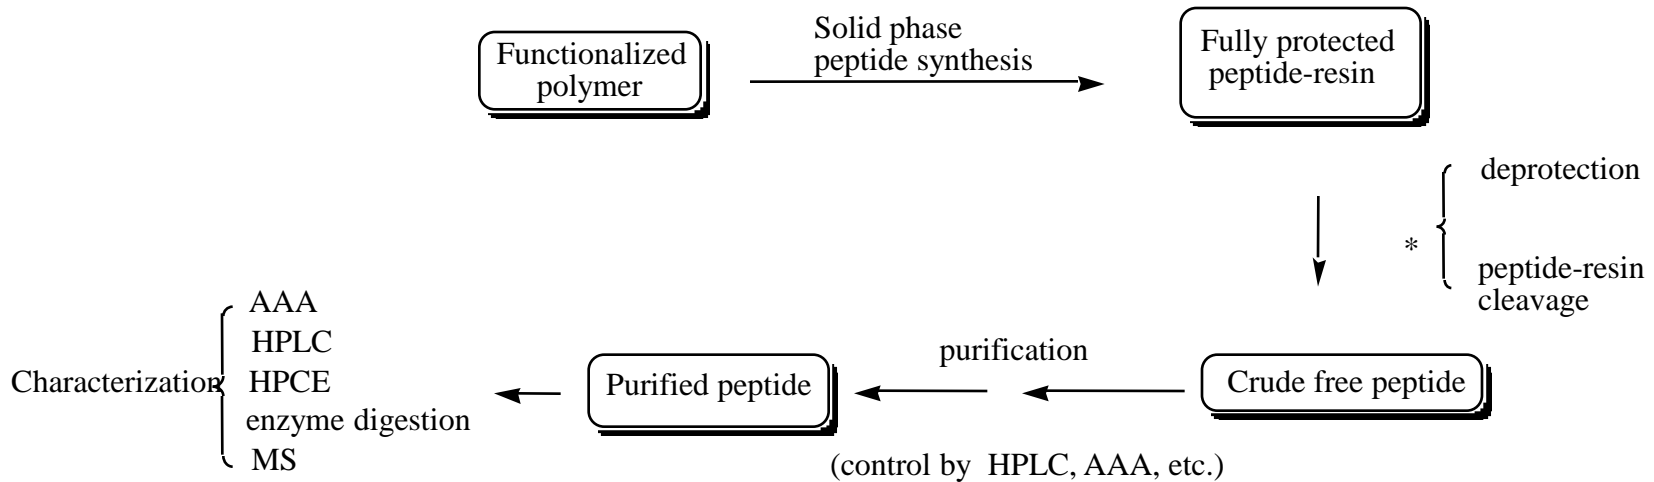 Functionalized
polymer
Solid phase
peptide synthesis
Fully protected
peptide-resin
deprotection
*
peptide-resin
cleavage
Crude free peptide
purification
(control by HPLC, AAA, etc.)
Purified peptide
Characterization
AAA
HPLC
HPCE
enzyme digestion
MS